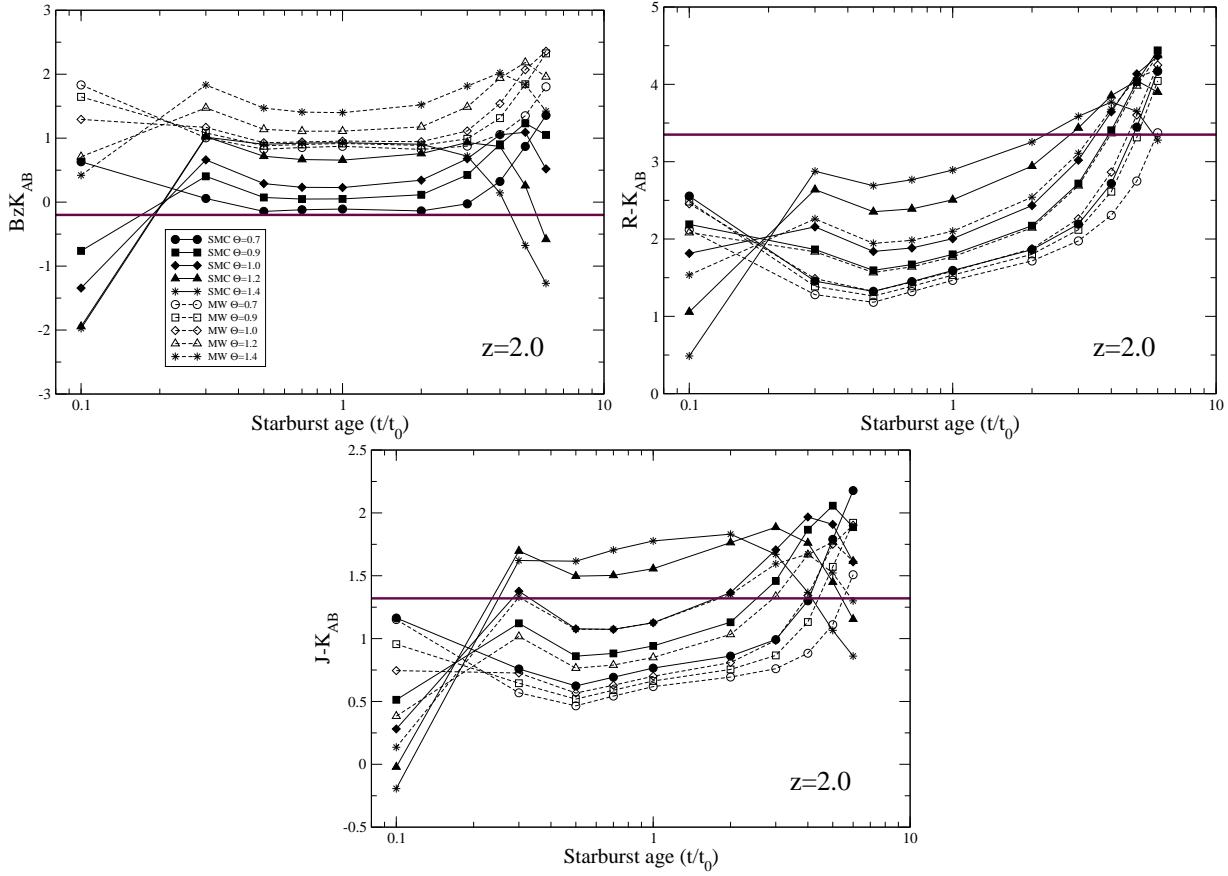 3
2
1
0
-1
-2
-3
BzK_AB
SMC Θ=0.7
SMC Θ=0.9
SMC Θ=1.0
SMC Θ=1.2
SMC Θ=1.4
MW Θ=0.7
MW Θ=0.9
MW Θ=1.0
MW Θ=1.2
MW Θ=1.4
z=2.0
0.1 1 10
Starburst age (t/t_0)
5
4
3
2
1
0
R-K_AB
z=2.0
0.1 1 10
Starburst age (t/t_0)
2.5
2
1.5
1
0.5
0
-0.5
J-K_AB
z=2.0
0.1 1 10
Starburst age (t/t_0)